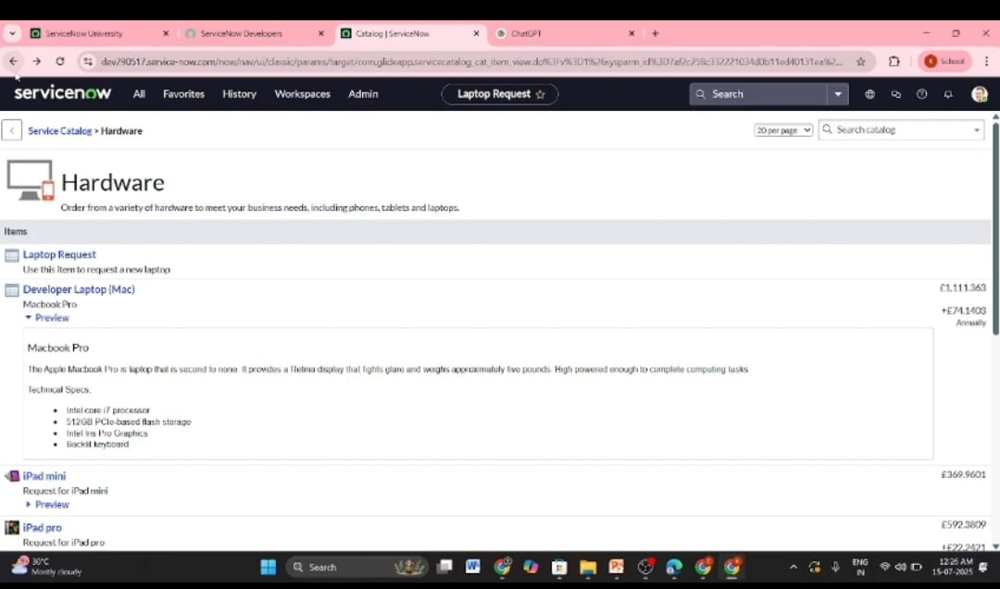 ServiceNow University
ServiceNow Developers
Catalog | ServiceNow
ChatGPT
dev290517.service-now.com/now/nav/ui/classic/params/target/com.glideapp.servicecatalog_cat_item_view.do%3Fv%3D1%26sysparm_id%3D7af2c258c332221034d0b11ed40131ea%2...
School
servicenow
All Favorites History Workspaces Admin
Laptop Request
Search
Service Catalog > Hardware
20 per page
Search catalog
Hardware
Order from a variety of hardware to meet your business needs, including phones, tablets and laptops.
Items
Laptop Request
Use this item to request a new laptop
Developer Laptop (Mac)
£1,111.363
Macbook Pro
+£74.1403
Preview
Annually
Macbook Pro
The Apple Macbook Pro is laptop that is second to none. It provides a Retina display that fights glare and weighs approximately five pounds. High powered enough to complete computing tasks.
Technical Specs:
• Intel core i7 processor
• 512GB PCIe-based flash storage
• Intel Iris Pro Graphics
• Backlit keyboard
iPad mini
£369.9601
Request for iPad mini
Preview
iPad pro
£592.3809
Request for iPad pro
+£22.2421
30°C
Mostly cloudy
Search
ENG
IN
12:26 AM
15-07-2025